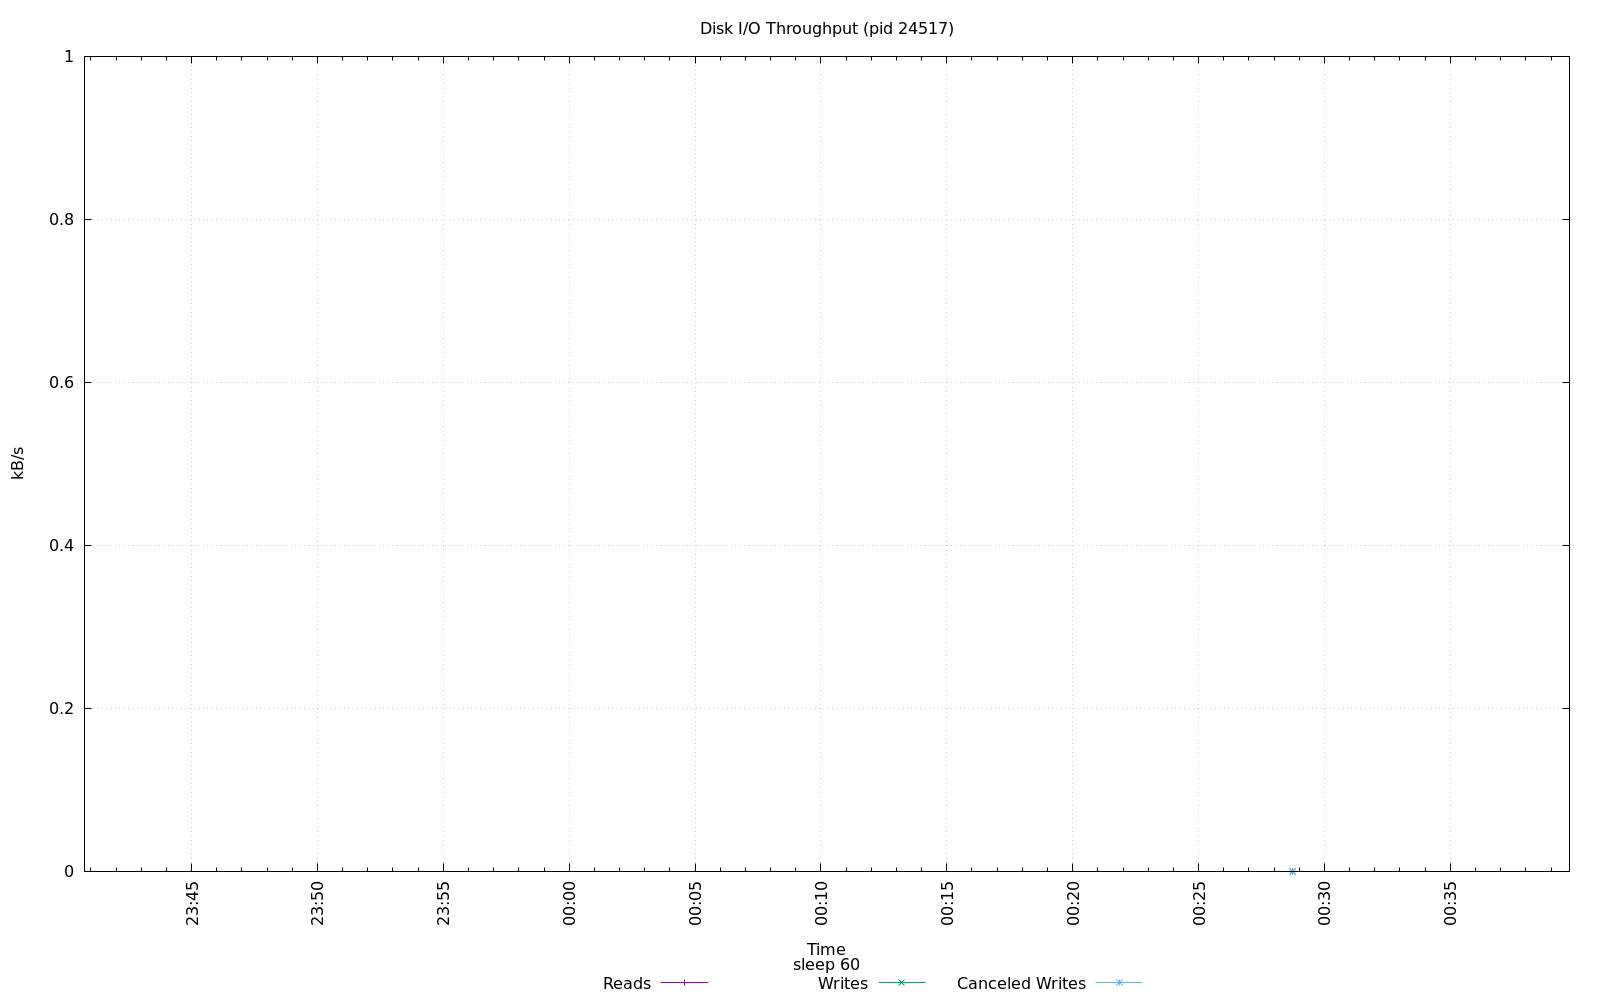 Disk I/O Throughput (pid 24517)
1
0.8
0.6
0.4
0.2
0
kB/s
23:45 23:50 23:55 00:00 00:05 00:10 00:15 00:20 00:25 00:30 00:35
Time
sleep 60
Reads Writes Canceled Writes